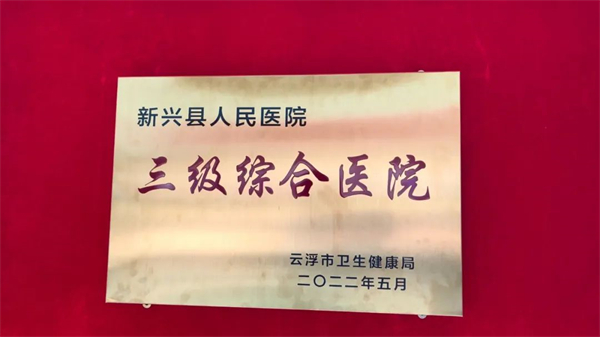 新兴县人民医院
三级综合医院
云浮市卫生健康局
二〇二二年五月